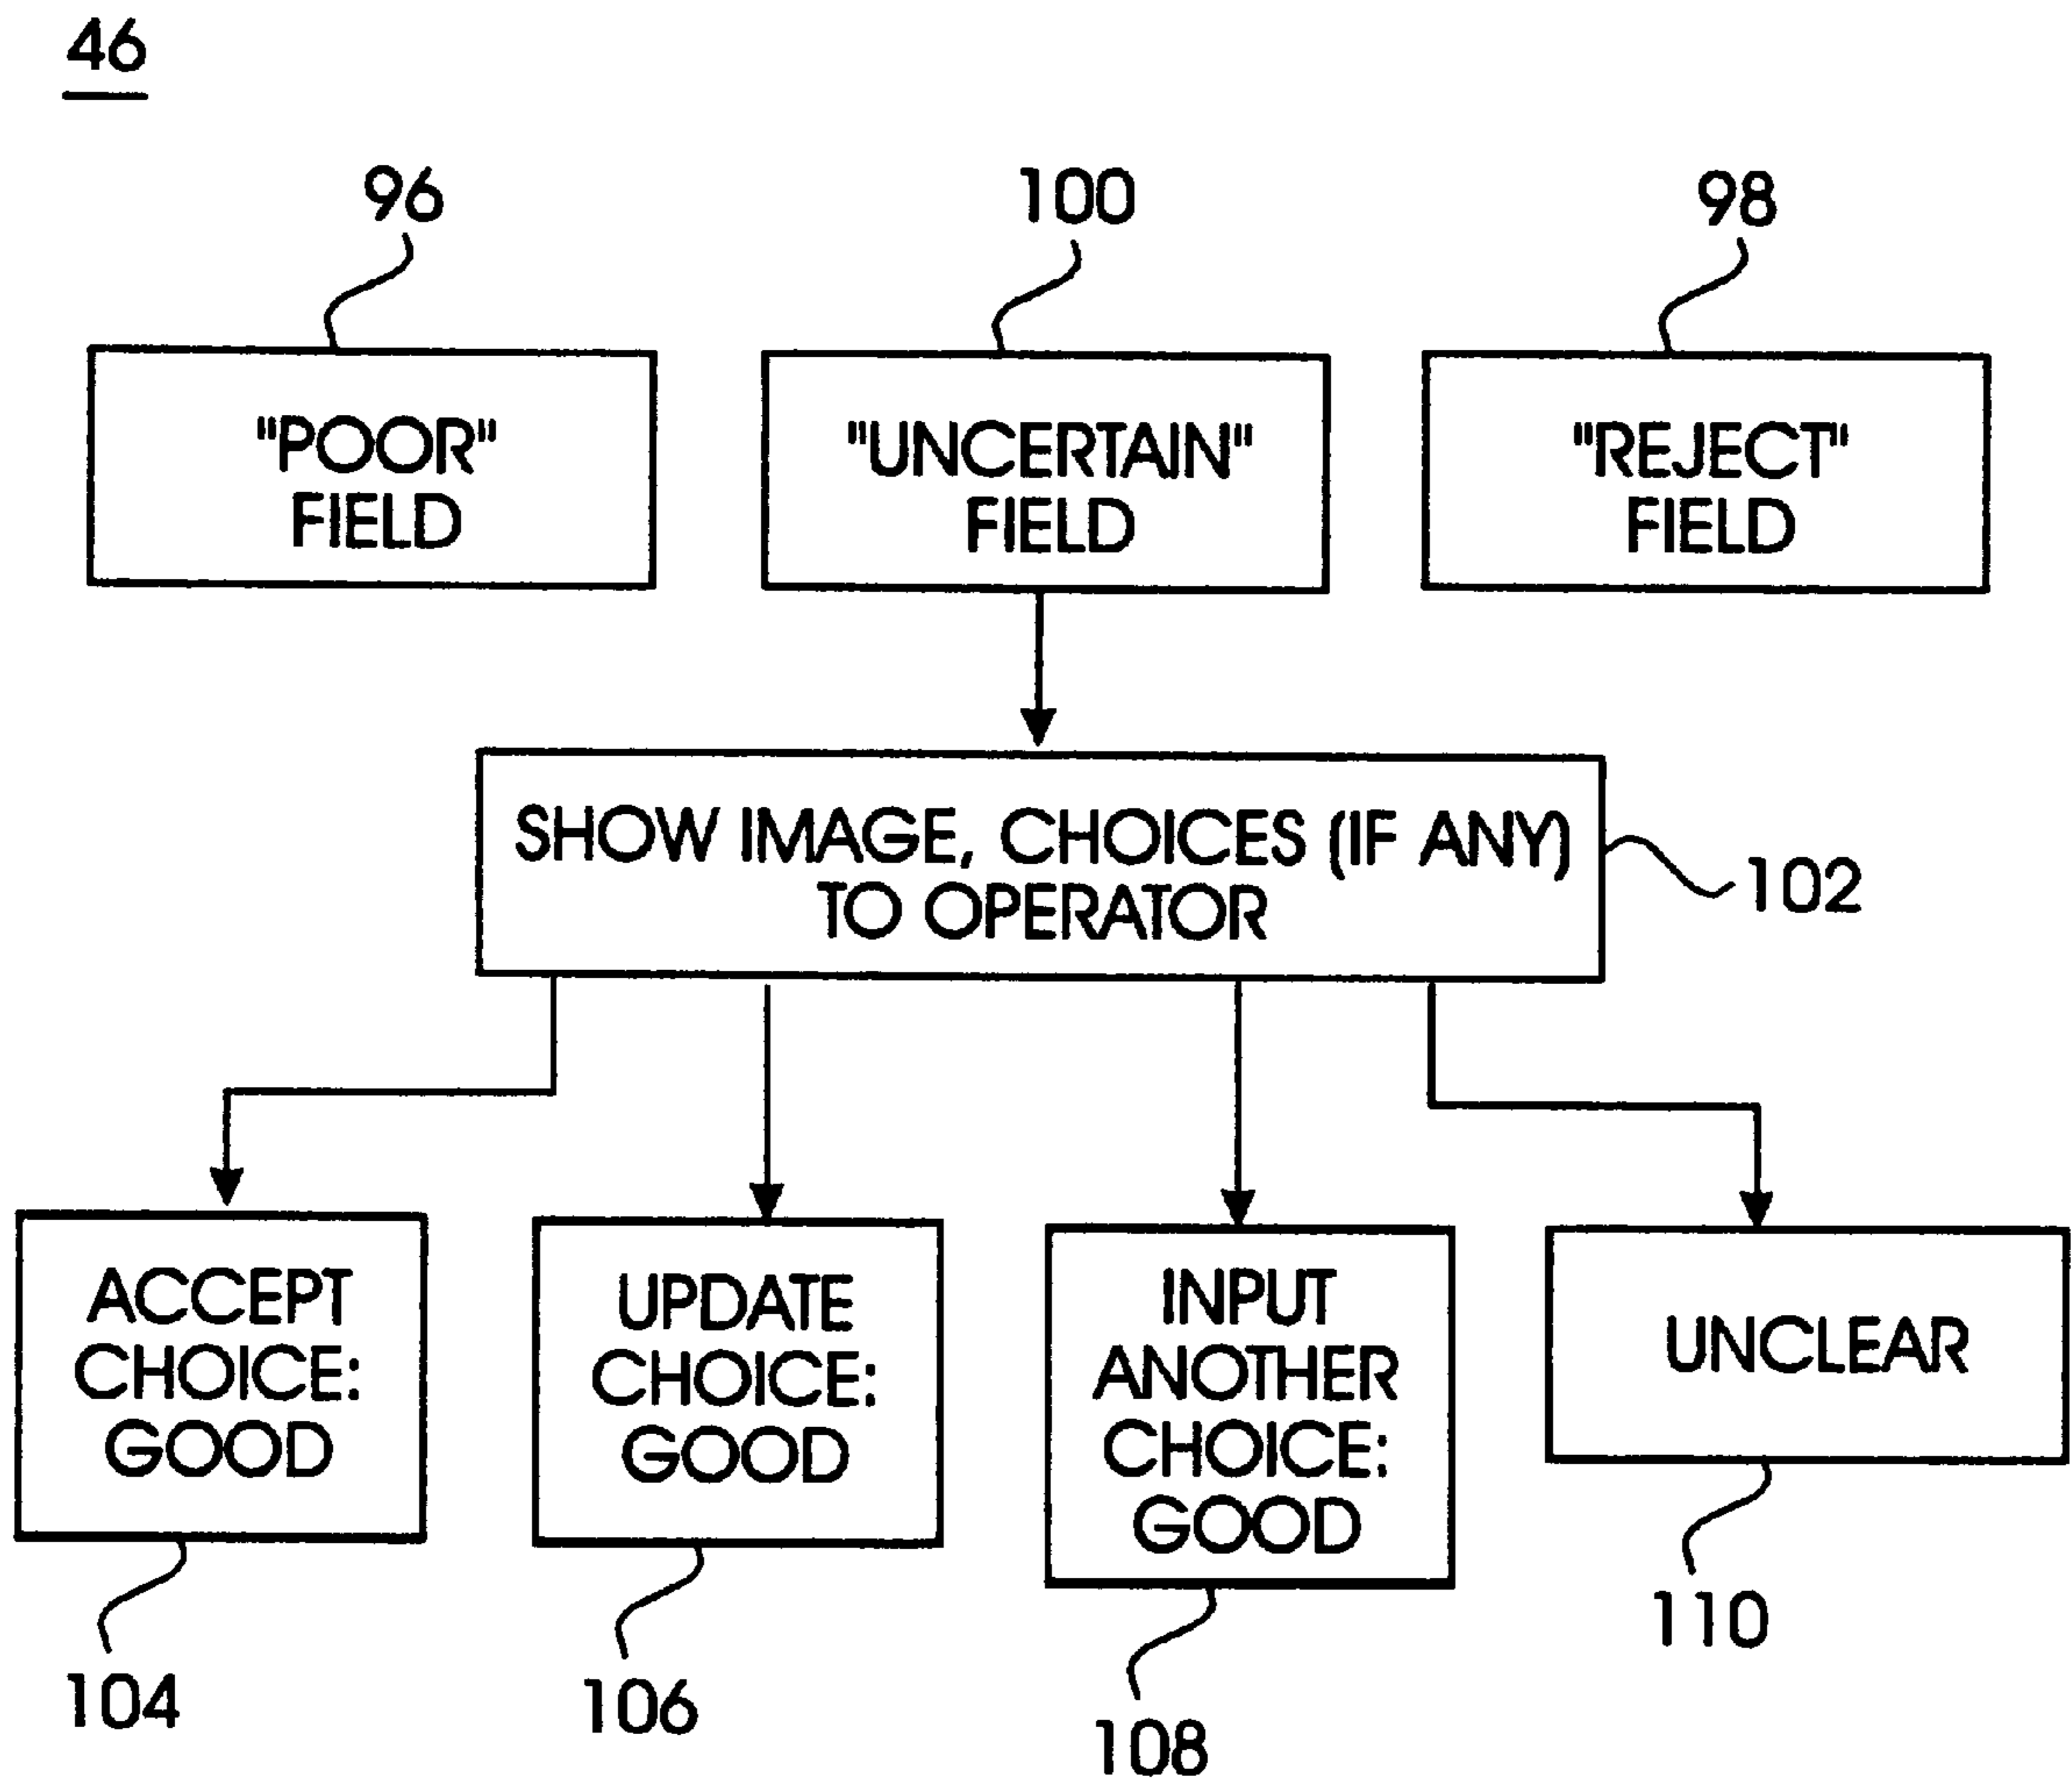 46
96
100
98
"POOR"
FIELD
"UNCERTAIN"
FIELD
"REJECT"
FIELD
SHOW IMAGE, CHOICES (IF ANY)
TO OPERATOR
102
ACCEPT
CHOICE:
GOOD
UPDATE
CHOICE:
GOOD
INPUT
ANOTHER
CHOICE:
GOOD
UNCLEAR
104
106
108
110